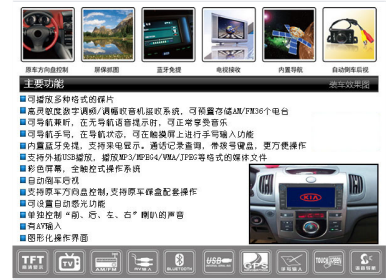 原车方向盘控制
屏保抓图
蓝牙免提
电视接收
内置导航
自动倒车后视
主要功能
装车效果图
可播放多种格式的碟片
高灵敏度数字调频/调幅收音机接收系统，可预置存储AM/FM36个电台
可导航兼听，在无导航语音提示时，可正常享受音乐
可导航手写，在导航状态，可在触摸屏上进行手写输入功能
内置蓝牙免提，支持来电显示。通话记录查询，带拨号键盘，更方便操作
支持外插USB播放，播放MP3/MPEG4/WMA/JPEG等格式的媒体文件
彩色屏幕，全触控式操作系统
自动倒车后视
支持原车方向盘控制，支持原车碟盒配套操作
可设置自动感光功能
单独控制“前、后、左、右”喇叭的声音
有AV输入
图形化操作界面
KIA
TFT
TV
AM/FM
BLUETOOTH
USB
GPS
TOUCH SCREEN